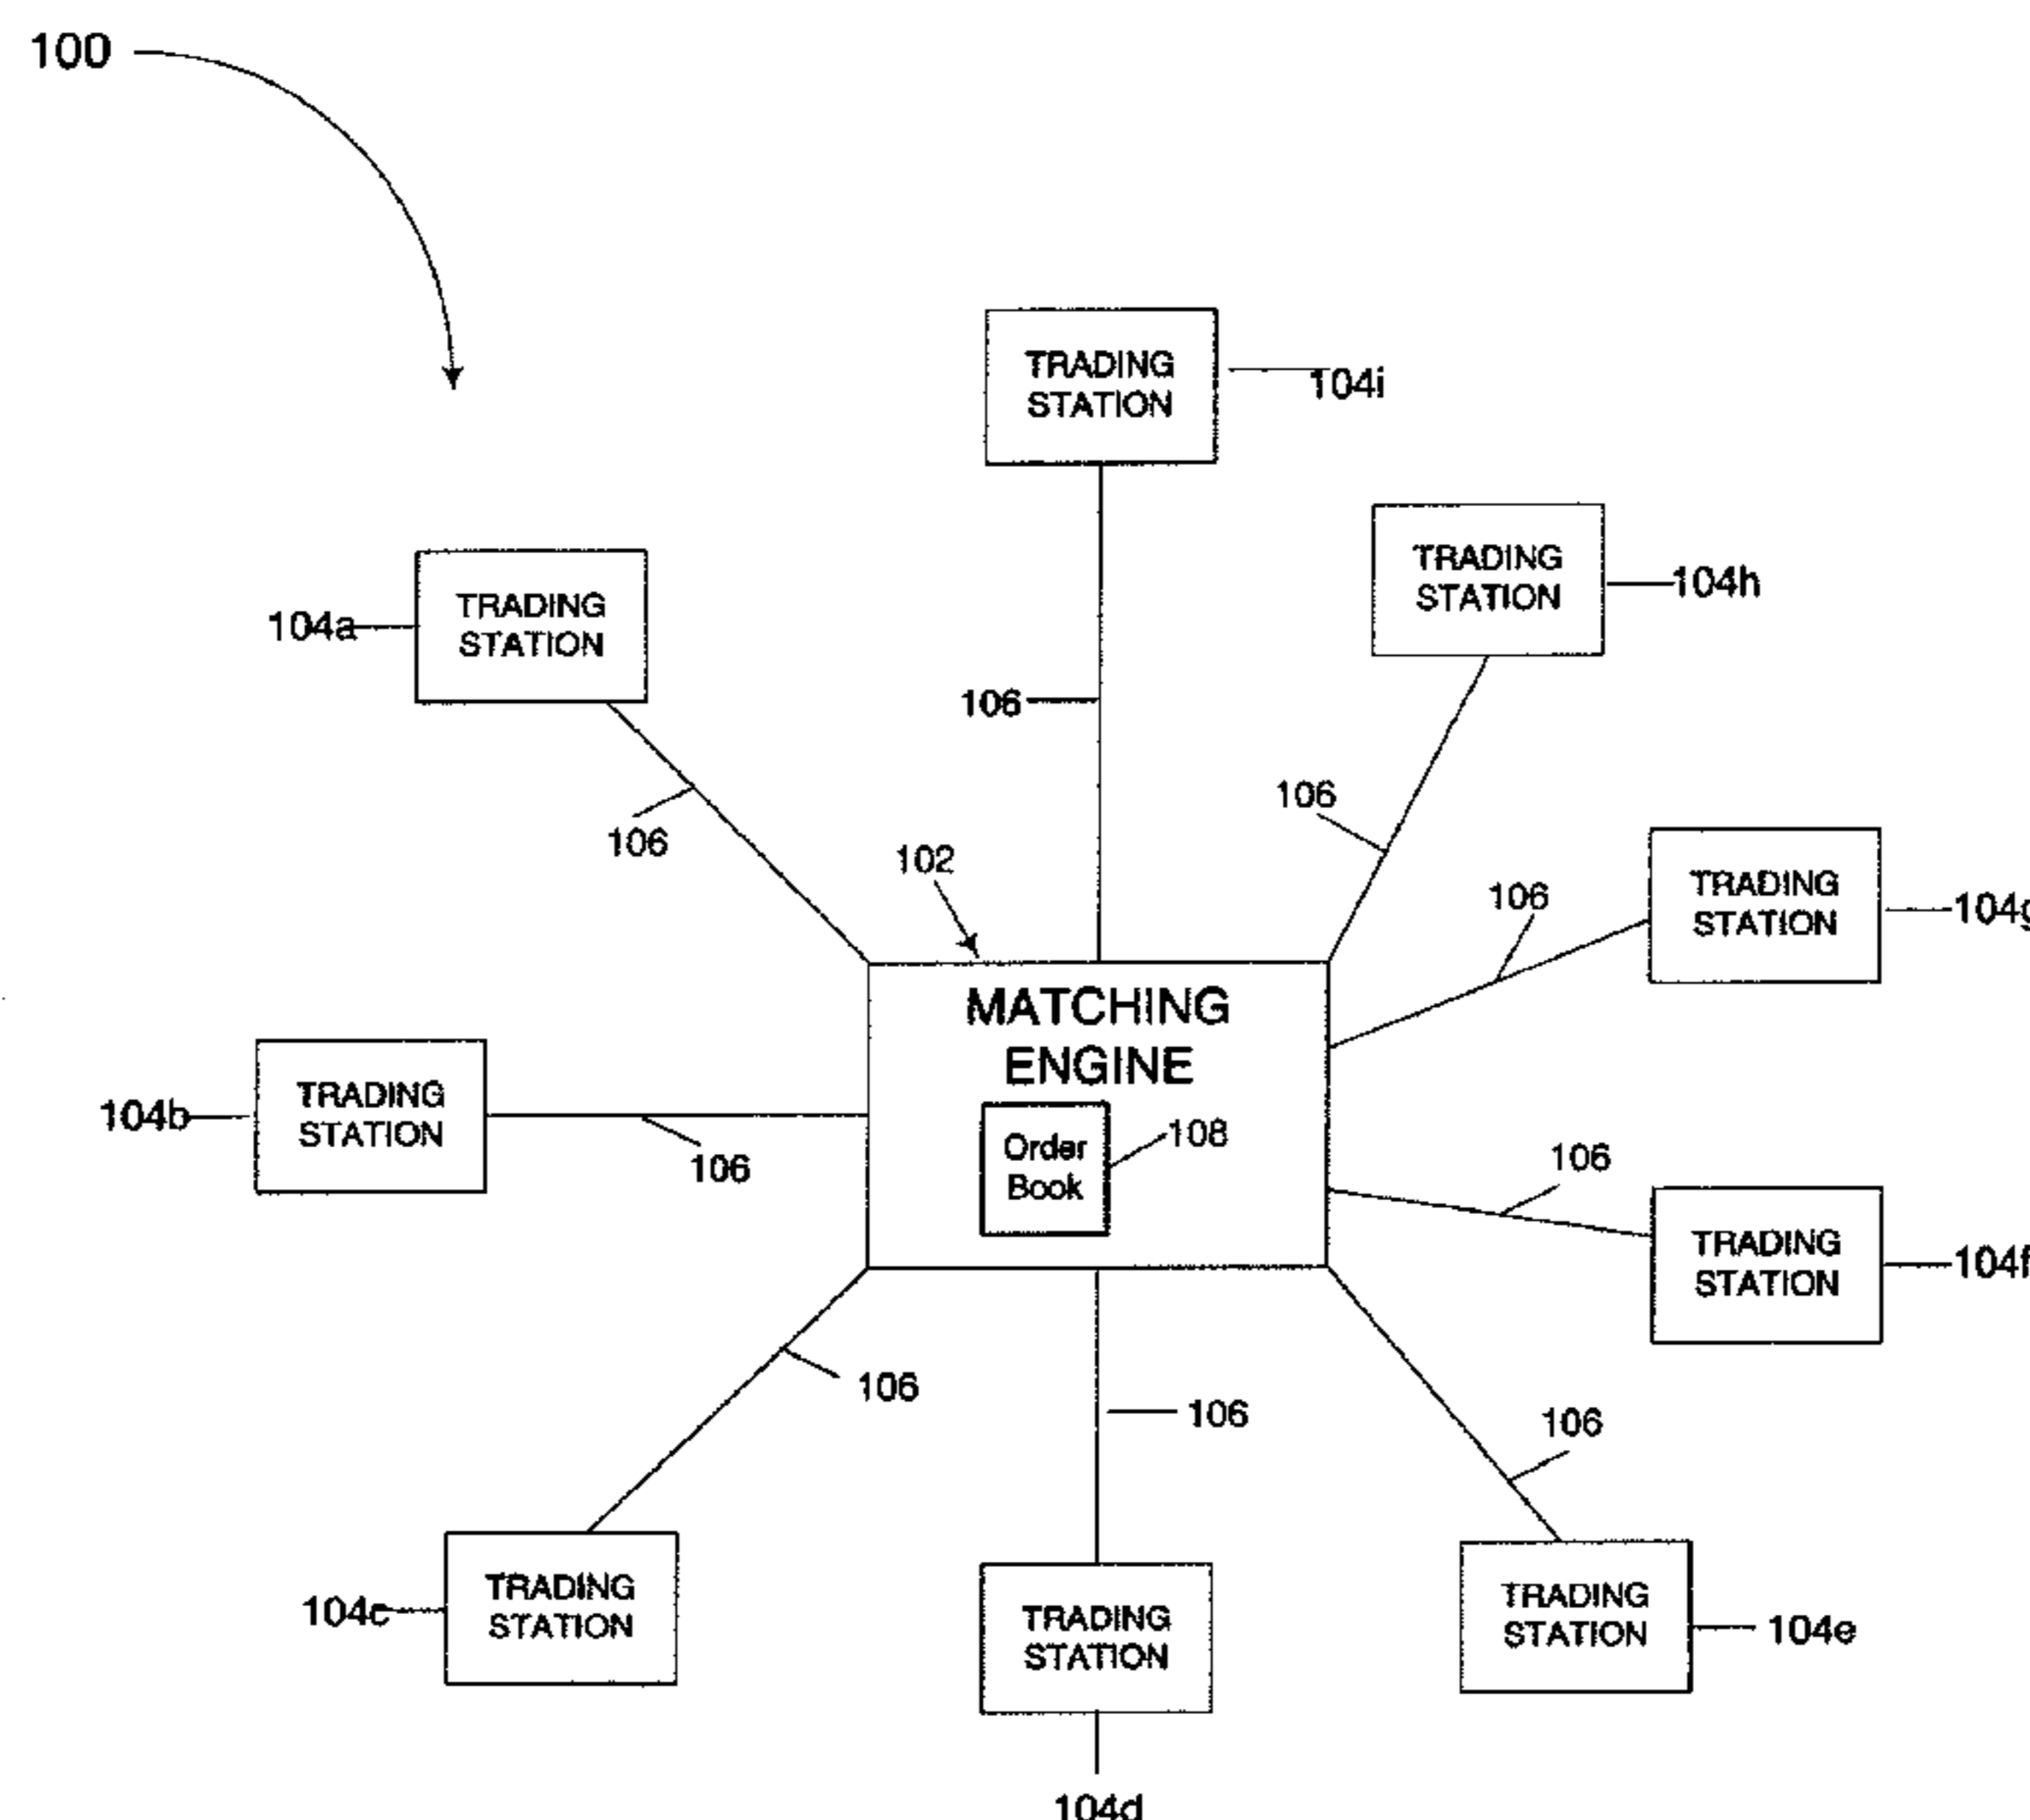 100
TRADING
STATION
104i
TRADING
STATION
104h
104a
TRADING
STATION
106
106
106
102
TRADING
STATION
104g
106
MATCHING
ENGINE
104b
TRADING
STATION
106
Order
Book
108
106
TRADING
STATION
104f
106
106
106
104c
TRADING
STATION
TRADING
STATION
TRADING
STATION
104e
104d